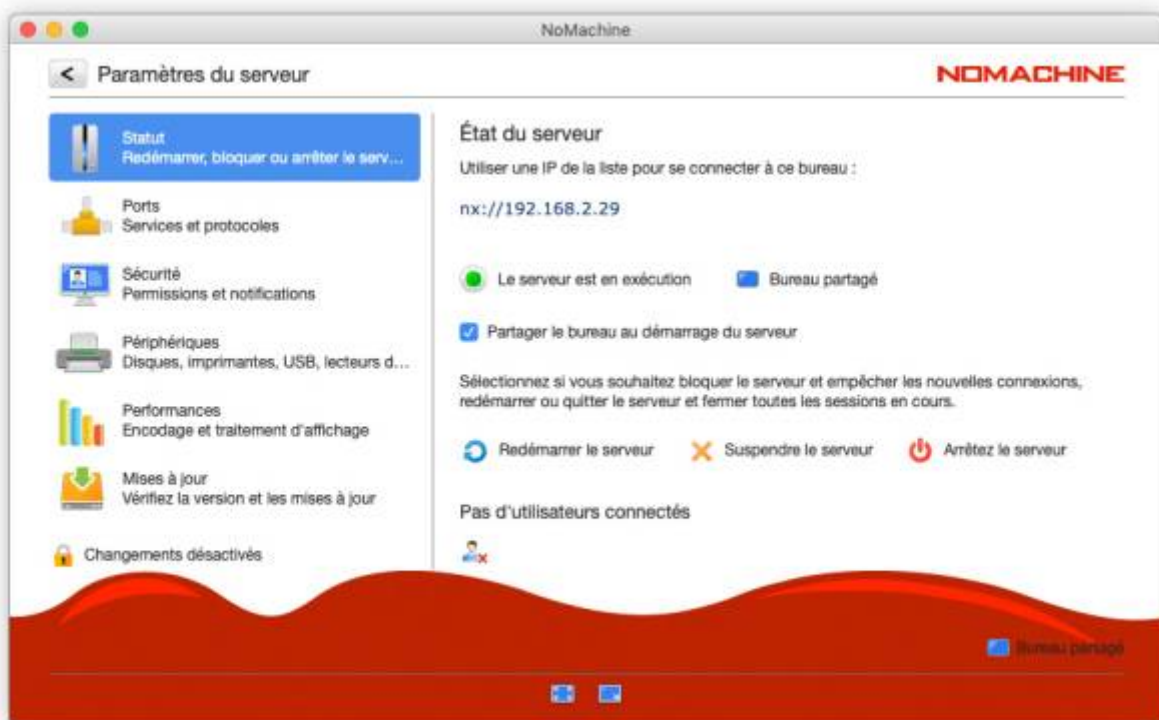 NoMachine
< Paramètres du serveur
NOMACHINE
Statut
Redémarrer, bloquer ou arrêter le serv...
Ports
Services et protocoles
Sécurité
Permissions et notifications
Périphériques
Disques, imprimantes, USB, lecteurs d...
Performances
Encodage et traitement d'affichage
Mises à jour
Vérifiez la version et les mises à jour
Changements désactivés
État du serveur
Utiliser une IP de la liste pour se connecter à ce bureau :
nx://192.168.2.29
Le serveur est en exécution
Bureau partagé
Partager le bureau au démarrage du serveur
Sélectionnez si vous souhaitez bloquer le serveur et empêcher les nouvelles connexions,
redémarrer ou quitter le serveur et fermer toutes les sessions en cours.
Redémarrer le serveur
Suspendre le serveur
Arrêtez le serveur
Pas d'utilisateurs connectés
Bureau partagé